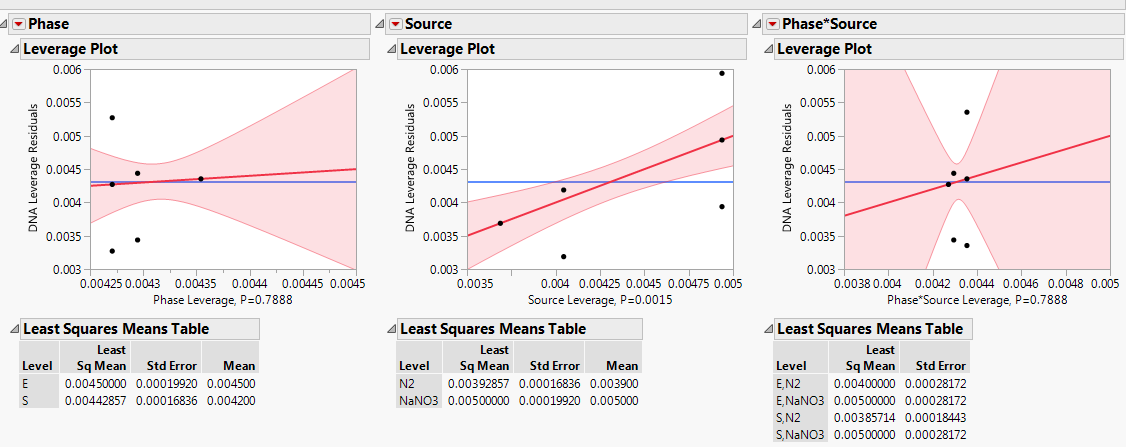 Phase
Leverage Plot
0.006
0.0055
0.005
0.0045
0.004
0.0035
0.003
DNA Leverage Residuals
0.00425 0.0043 0.00435 0.0044 0.00445 0.0045
Phase Leverage, P=0.7888
Least Squares Means Table
Least
Level Sq Mean Std Error Mean
E 0.00450000 0.00019920 0.004500
S 0.00442857 0.00016836 0.004200
Source
Leverage Plot
0.006
0.0055
0.005
0.0045
0.004
0.0035
0.003
DNA Leverage Residuals
0.0035 0.004 0.00425 0.0045 0.00475 0.005
Source Leverage, P=0.0015
Least Squares Means Table
Least
Level Sq Mean Std Error Mean
N2 0.00392857 0.00016836 0.003900
NaNO3 0.00500000 0.00019920 0.005000
Phase*Source
Leverage Plot
0.006
0.0055
0.005
0.0045
0.004
0.0035
0.003
DNA Leverage Residuals
0.0038 0.004 0.0042 0.0044 0.0046 0.0048 0.005
Phase*Source Leverage, P=0.7888
Least Squares Means Table
Least
Level Sq Mean Std Error
E,N2 0.00400000 0.00028172
E,NaNO3 0.00500000 0.00028172
S,N2 0.00385714 0.00018443
S,NaNO3 0.00500000 0.00028172